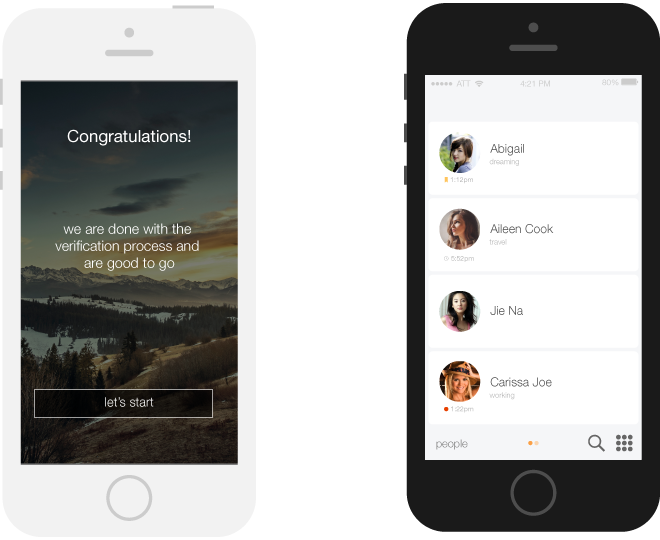 Congratulations!
we are done with the
verification process and
are good to go
let's start
ATT 4:21 PM 80%
Abigail
dreaming
1:12pm
Aileen Cook
travel
5:52pm
Jie Na
Carissa Joe
working
1:22pm
people